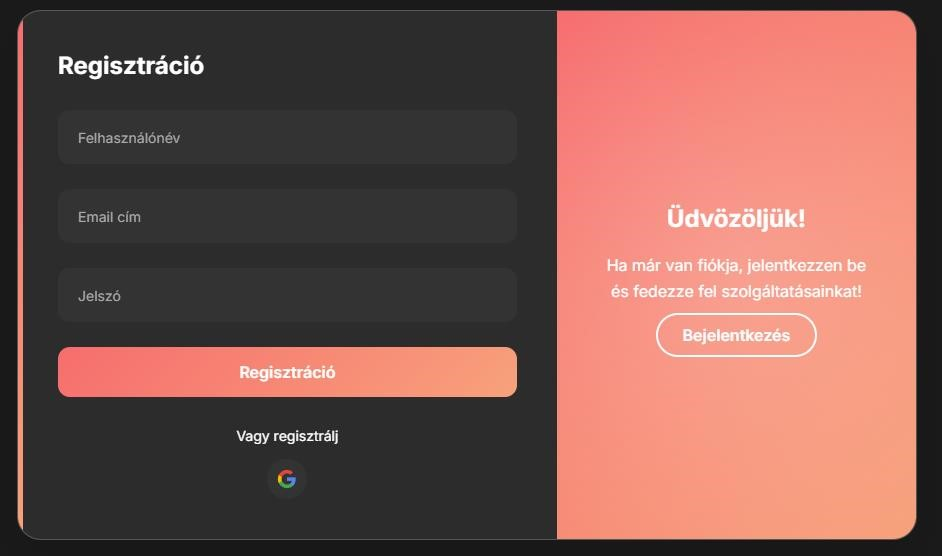 Regisztráció
Felhasználónév
Email cím
Jelszó
Regisztráció
Vagy regisztrálj
Üdvözöljük!
Ha már van fiókja, jelentkezzen be
és fedezze fel szolgáltatásainkat!
Bejelentkezés